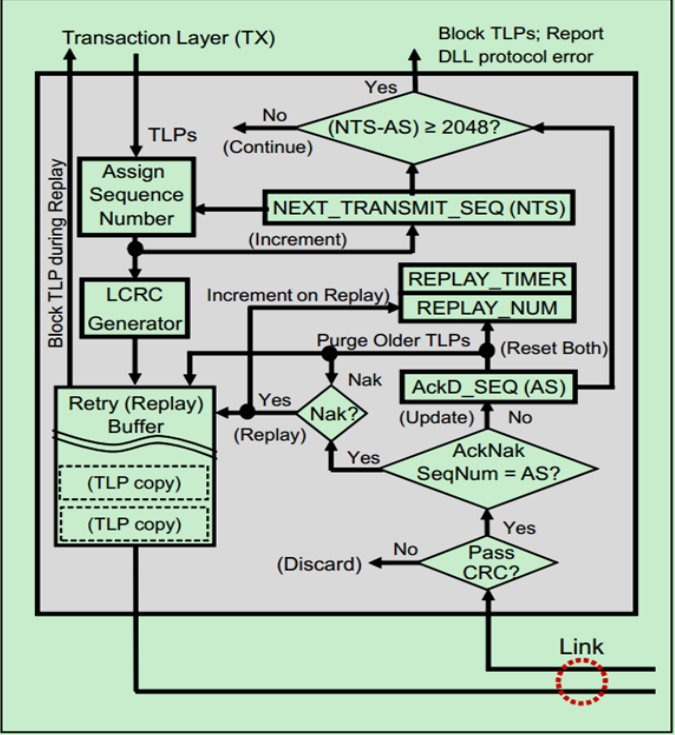 Transaction Layer (TX)
Block TLPs; Report
DLL protocol error
Yes
No
(NTS-AS) ≥ 2048?
(Continue)
TLPs
Assign
Sequence
Number
NEXT_TRANSMIT_SEQ (NTS)
(Increment)
Block TLP during Replay
LCRC
Generator
REPLAY_TIMER
REPLAY_NUM
Increment on Replay)
Purge Older TLPs
(Reset Both)
Nak
AckD_SEQ (AS)
Retry (Replay)
Buffer
Yes
Nak?
(Replay)
(Update)
No
AckNak
SeqNum = AS?
Yes
(TLP copy)
(TLP copy)
Yes
No
(Discard)
Pass
CRC?
Link